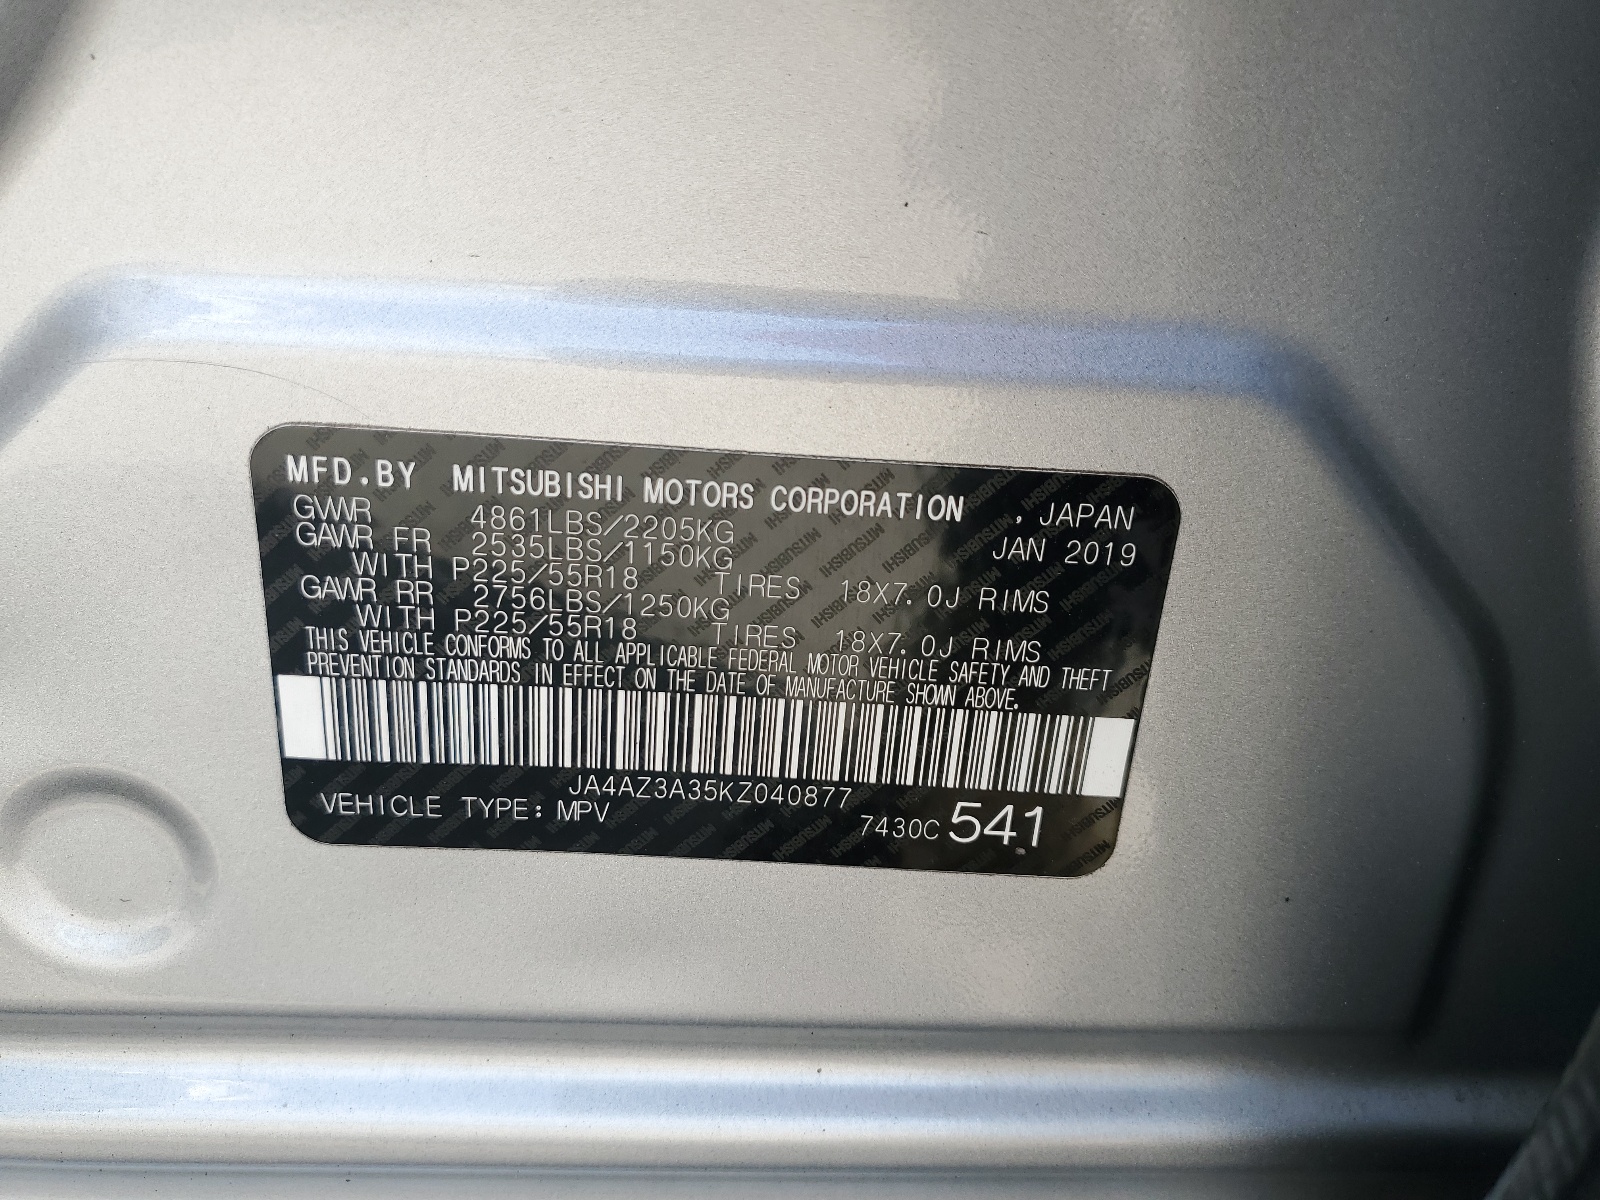 MFD.BY MITSUBISHI MOTORS CORPORATION , JAPAN
GVWR 4861LBS/2205KG JAN 2019
GAWR FR 2535LBS/1150KG
WITH P225/55R18 TIRES 18X7.0J RIMS
GAWR RR 2756LBS/1250KG
WITH P225/55R18 TIRES 18X7.0J RIMS
THIS VEHICLE CONFORMS TO ALL APPLICABLE FEDERAL MOTOR VEHICLE SAFETY AND THEFT
PREVENTION STANDARDS IN EFFECT ON THE DATE OF MANUFACTURE SHOWN ABOVE.
JA4AZ3A35KZ040877
VEHICLE TYPE: MPV 7430C 541